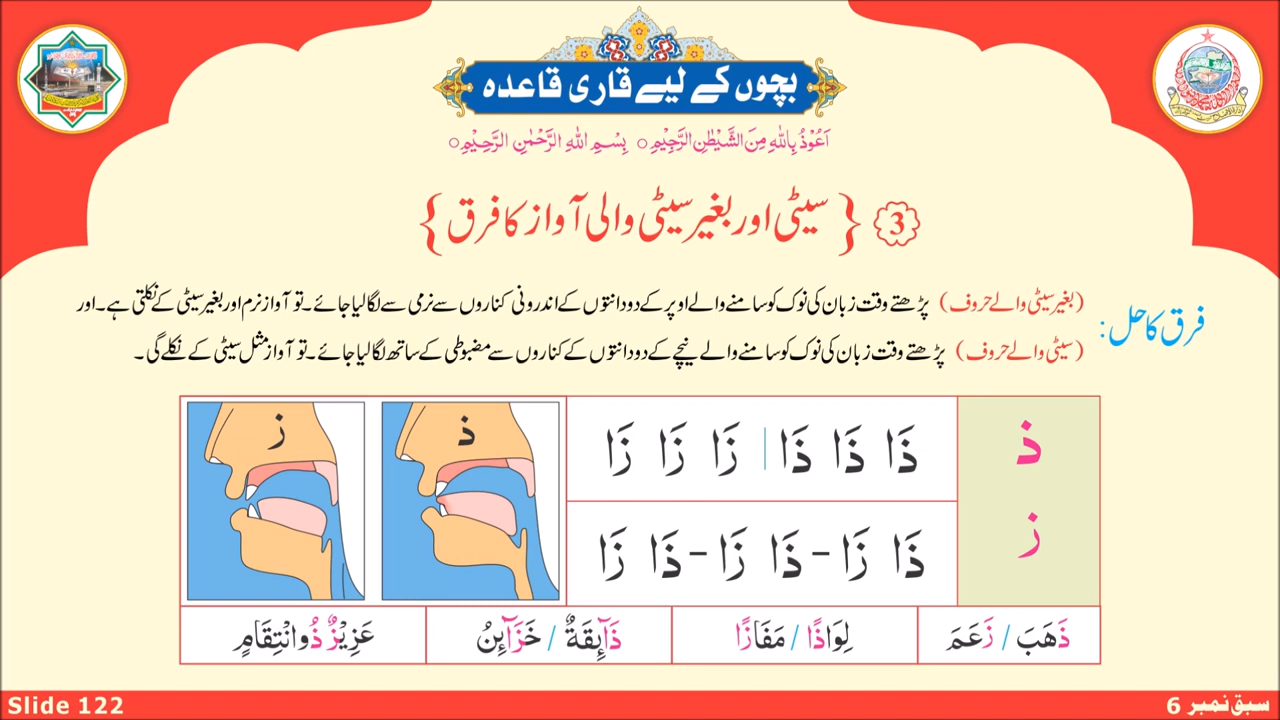 بچوں کے لیے قاری قاعدہ
اَعُوْذُ بِاللّٰهِ مِنَ الشَّيْطٰنِ الرَّجِيْمِ ○ بِسْمِ اللّٰهِ الرَّحْمٰنِ الرَّحِيْمِ ○
3 { سیٹی اور بغیر سیٹی والی آواز کا فرق }
فرق کا حل :
(بغیر سیٹی والے حروف) پڑھتے وقت زبان کی نوک کو سامنے والے اوپر کے دو دانتوں کے اندرونی کناروں سے نرمی سے لگا لیا جائے۔ تو آواز نرم اور بغیر سیٹی کے نکلتی ہے۔ اور
(سیٹی والے حروف) پڑھتے وقت زبان کی نوک کو سامنے والے نیچے کے دو دانتوں کے کناروں سے مضبوطی کے ساتھ لگا لیا جائے۔ تو آواز مثل سیٹی کے نکلے گی۔
ذ
ز
ذَا ذَا ذَا | زَا زَا زَا
ذَا زَا - ذَا زَا - ذَا زَا
ذ
ز
ذَهَبَ / زَعَمَ
لِوَاذًا / مَفَازًا
ذَآئِقَةٌ / خَزَآئِنُ
عَزِيْزٌ ذُوانْتِقَامٍ
Slide 122
سبق نمبر 6